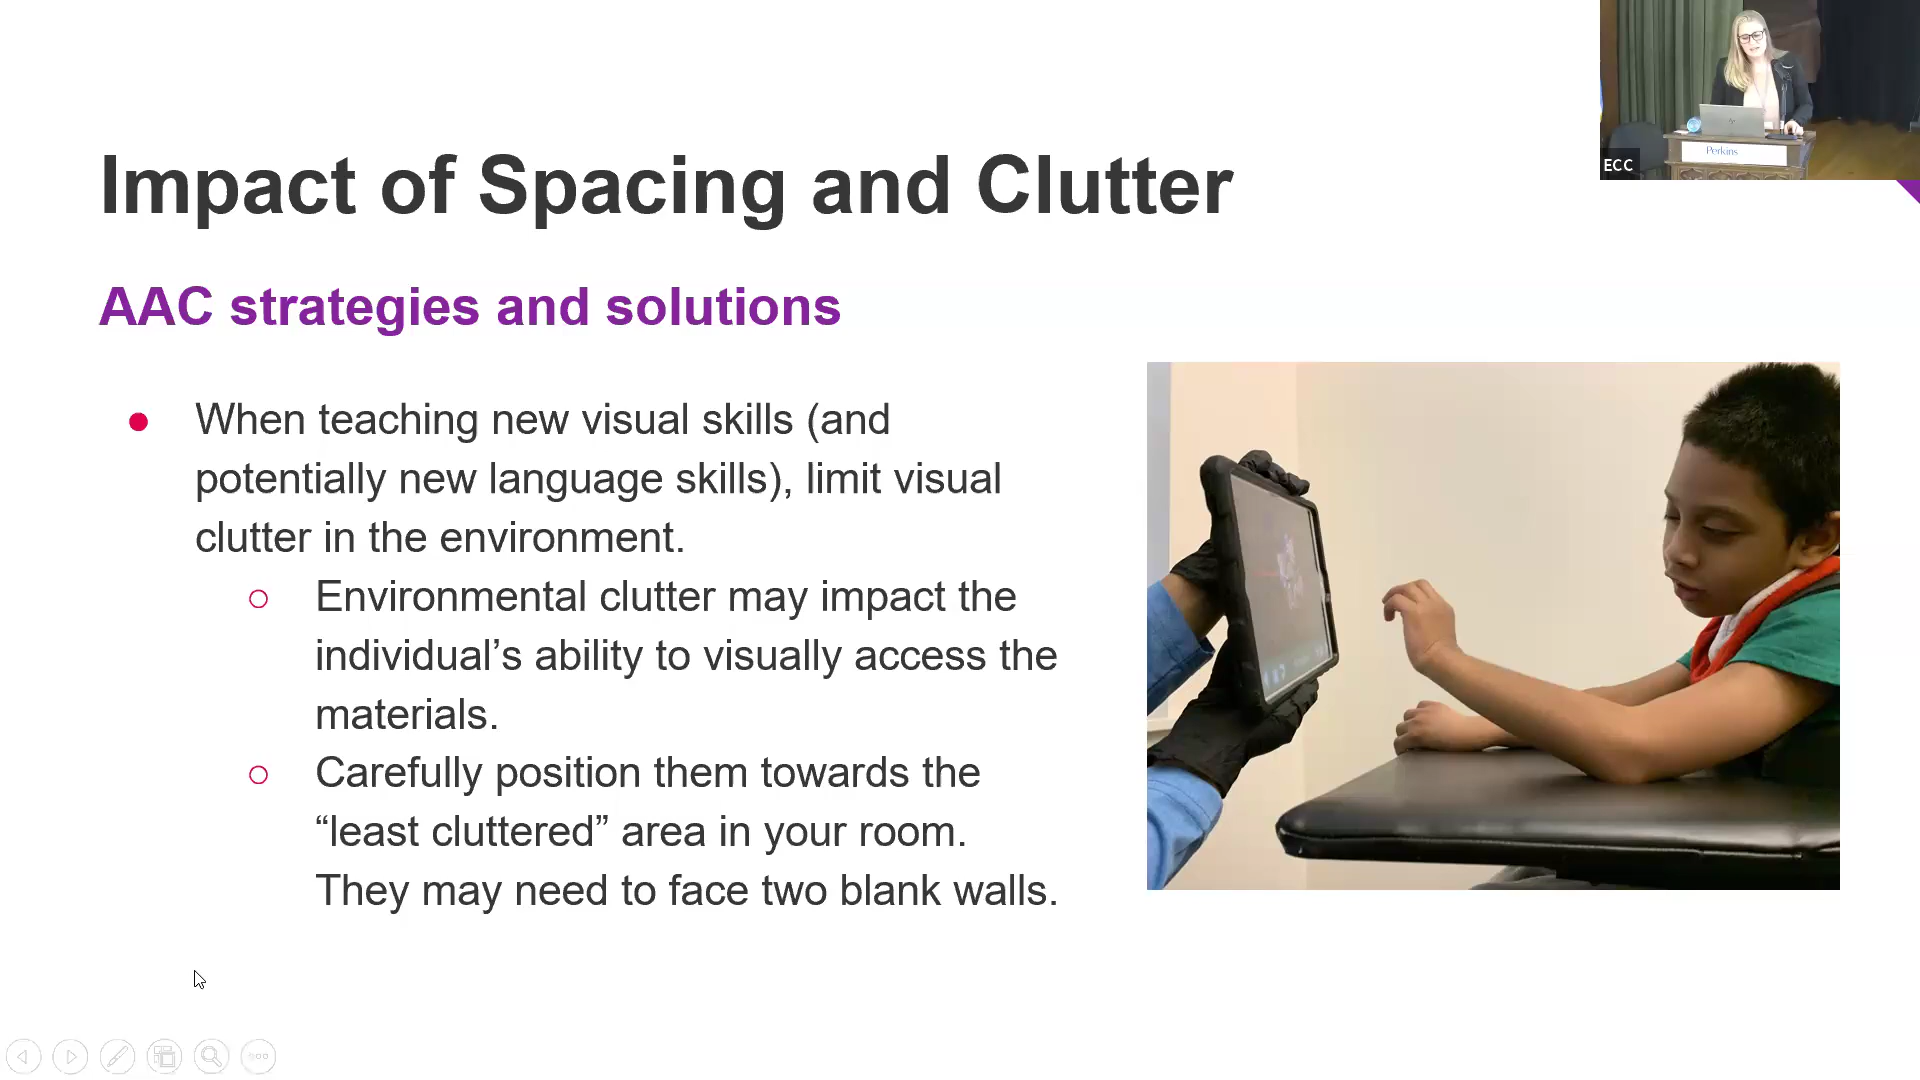 Impact of Spacing and Clutter
AAC strategies and solutions
● When teaching new visual skills (and
potentially new language skills), limit visual
clutter in the environment.
○ Environmental clutter may impact the
individual’s ability to visually access the
materials.
○ Carefully position them towards the
“least cluttered” area in your room.
They may need to face two blank walls.
ECC
Perkins